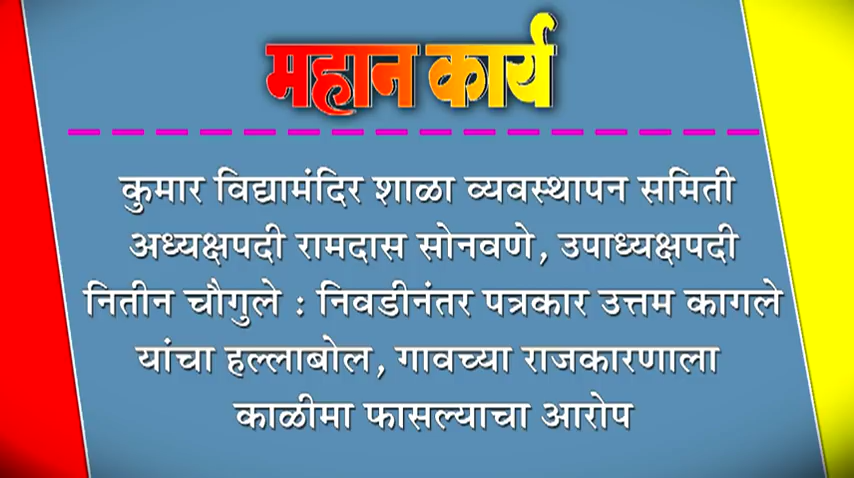 महान कार्य
कुमार विद्यामंदिर शाळा व्यवस्थापन समिती
अध्यक्षपदी रामदास सोनवणे, उपाध्यक्षपदी
नितीन चौगुले : निवडीनंतर पत्रकार उत्तम कागले
यांचा हल्लाबोल, गावच्या राजकारणाला
काळीमा फासल्याचा आरोप